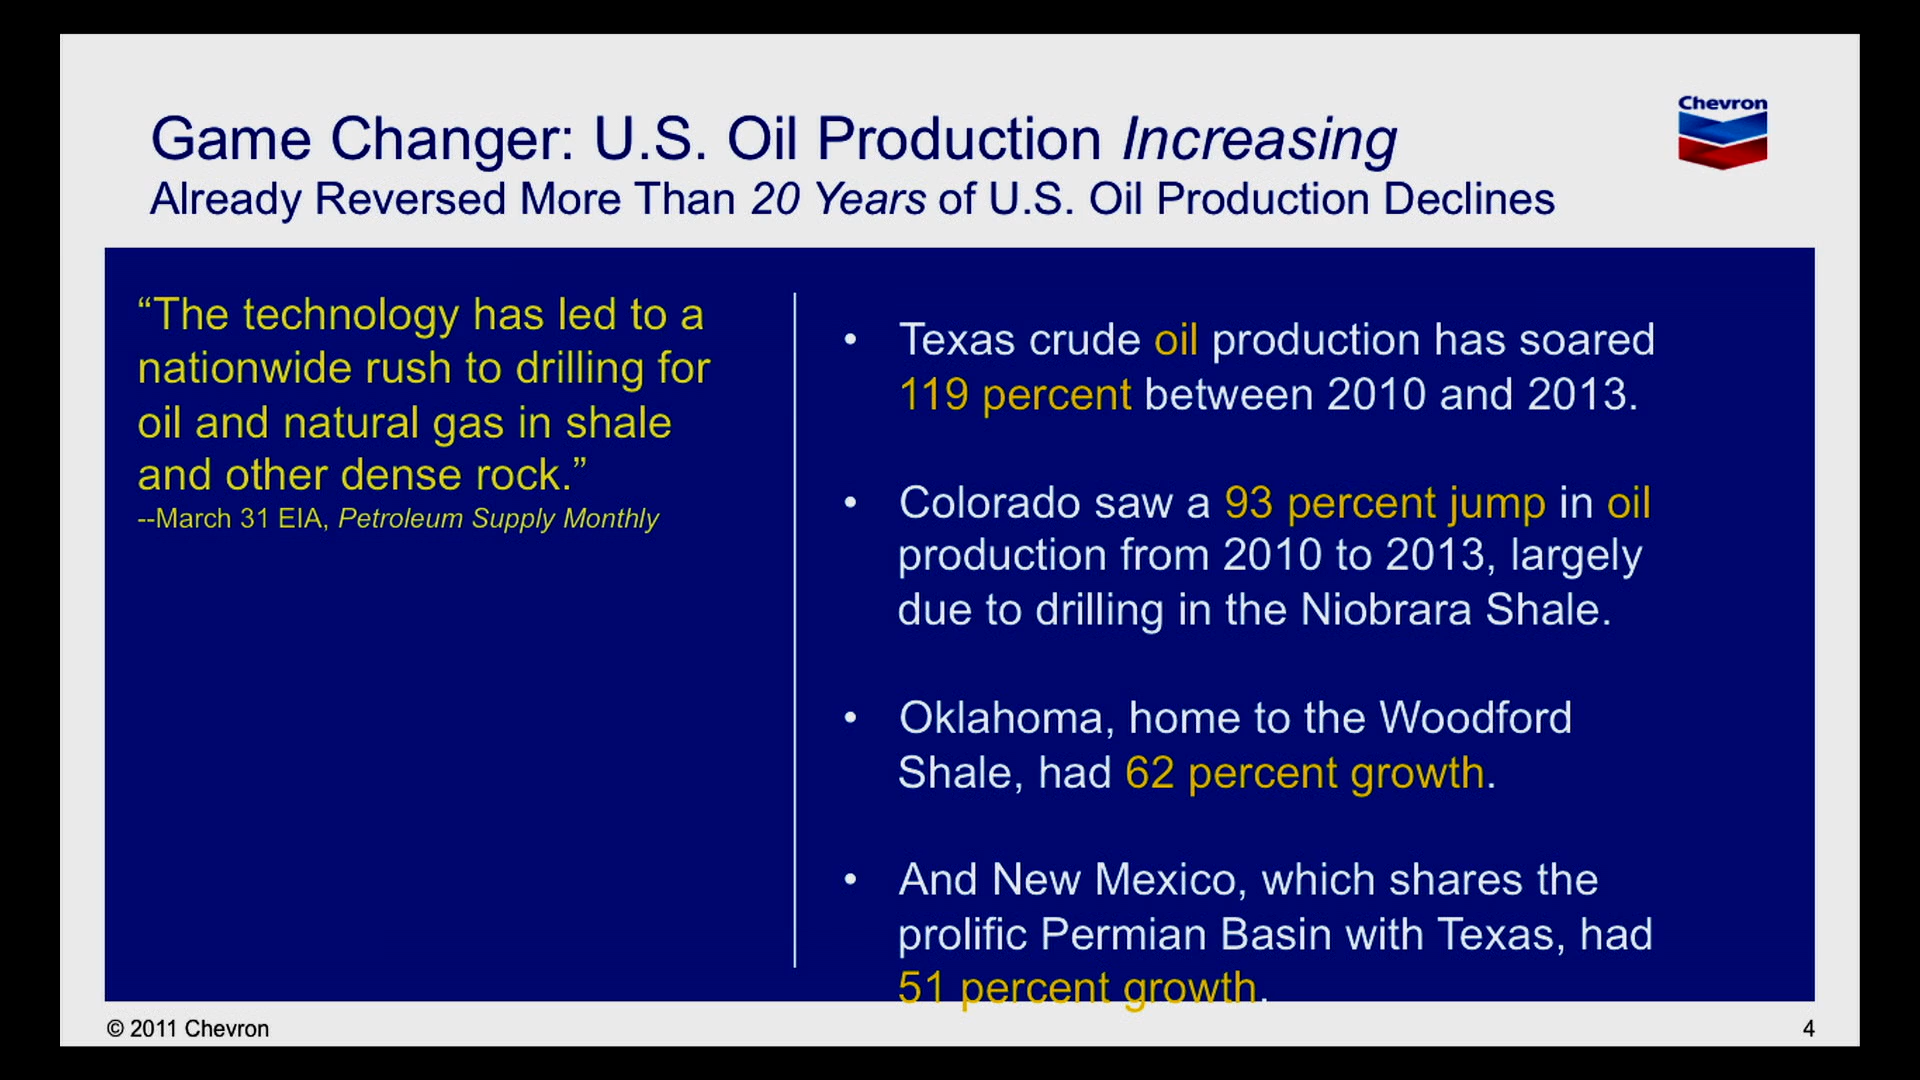 Game Changer: U.S. Oil Production Increasing
Chevron
Already Reversed More Than 20 Years of U.S. Oil Production Declines
“The technology has led to a
nationwide rush to drilling for
oil and natural gas in shale
and other dense rock.”
--March 31 EIA, Petroleum Supply Monthly
• Texas crude oil production has soared
119 percent between 2010 and 2013.
• Colorado saw a 93 percent jump in oil
production from 2010 to 2013, largely
due to drilling in the Niobrara Shale.
• Oklahoma, home to the Woodford
Shale, had 62 percent growth.
• And New Mexico, which shares the
prolific Permian Basin with Texas, had
51 percent growth.
© 2011 Chevron
4